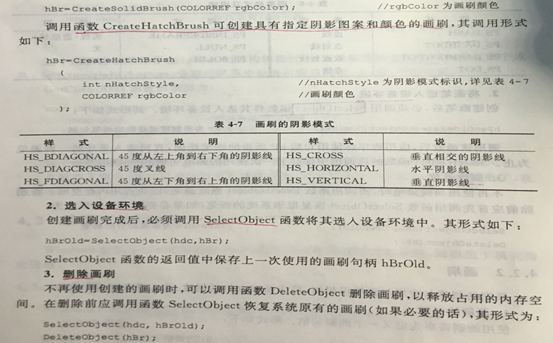 hBr=CreateSolidBrush(COLORREF rgbColor); //rgbColor 为画刷颜色
调用函数 CreateHatchBrush 可创建具有指定阴影图案和颜色的画刷,其调用形式
如下:
hBr=CreateHatchBrush
(
int nHatchStyle, //nHatchStyle 为阴影模式标识,详见表 4-7
COLORREF rgbColor //画刷颜色
);
表 4-7 画刷的阴影模式
样 式 说 明 样 式 说 明
HS_BDIAGONAL 45 度从左上角到右下角的阴影线 HS_CROSS 垂直相交的阴影线
HS_DIAGCROSS 45 度叉线 HS_HORIZONTAL 水平阴影线
HS_FDIAGONAL 45 度从左下角到右上角的阴影线 HS_VERTICAL 垂直阴影线
2. 选入设备环境
创建画刷完成后,必须调用 SelectObject 函数将其选入设备环境中。其形式如下:
hBrOld=SelectObject(hdc,hBr);
SelectObject 函数的返回值中保存上一次使用的画刷句柄 hBrOld。
3. 删除画刷
不再使用创建的画刷时,可以调用函数 DeleteObject 删除画刷,以释放占用的内存空
间。在删除前应调用函数 SelectObject 恢复系统原有的画刷(如果必要的话),其形式为:
SelectObject(hdc, hBrOld);
DeleteObject(hBr);